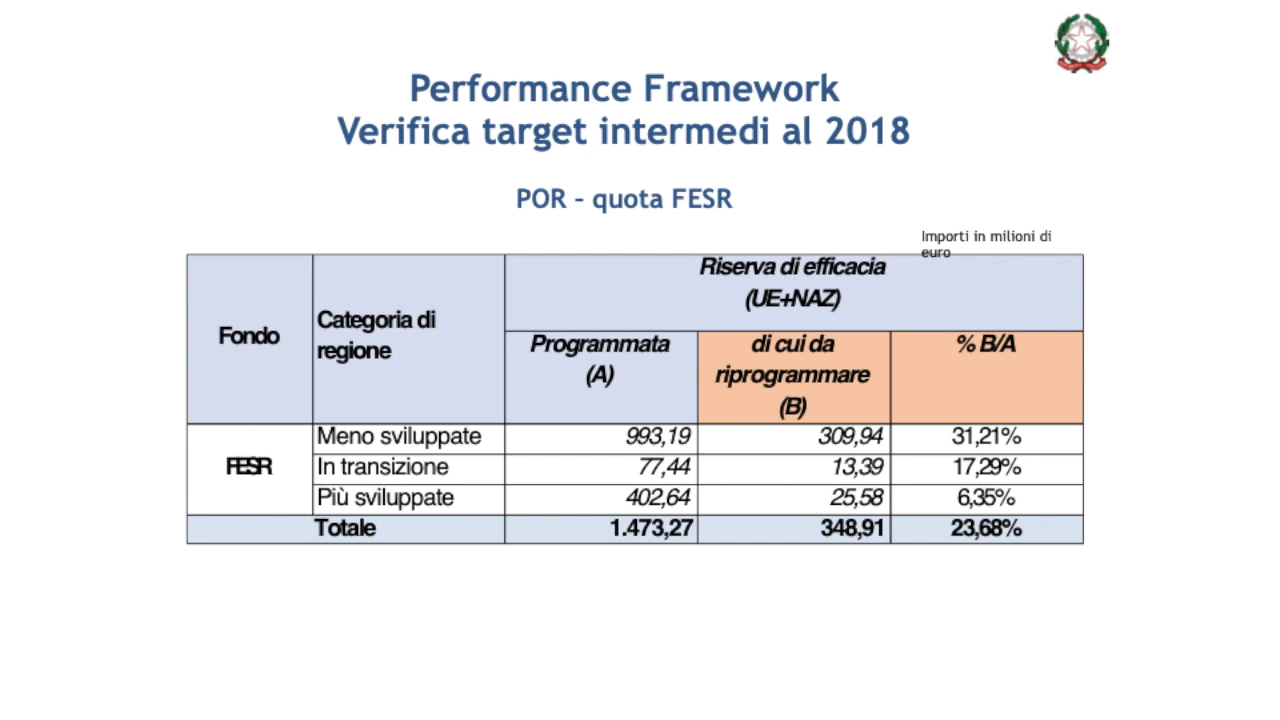 Performance Framework
Verifica target intermedi al 2018
POR – quota FESR
Importi in milioni di
euro
Fondo
Categoria di
regione
Riserva di efficacia
(UE+NAZ)
Programmata
(A)
di cui da
riprogrammare
(B)
% B/A
FESR
Meno sviluppate 993,19 309,94 31,21%
In transizione 77,44 13,39 17,29%
Più sviluppate 402,64 25,58 6,35%
Totale 1.473,27 348,91 23,68%